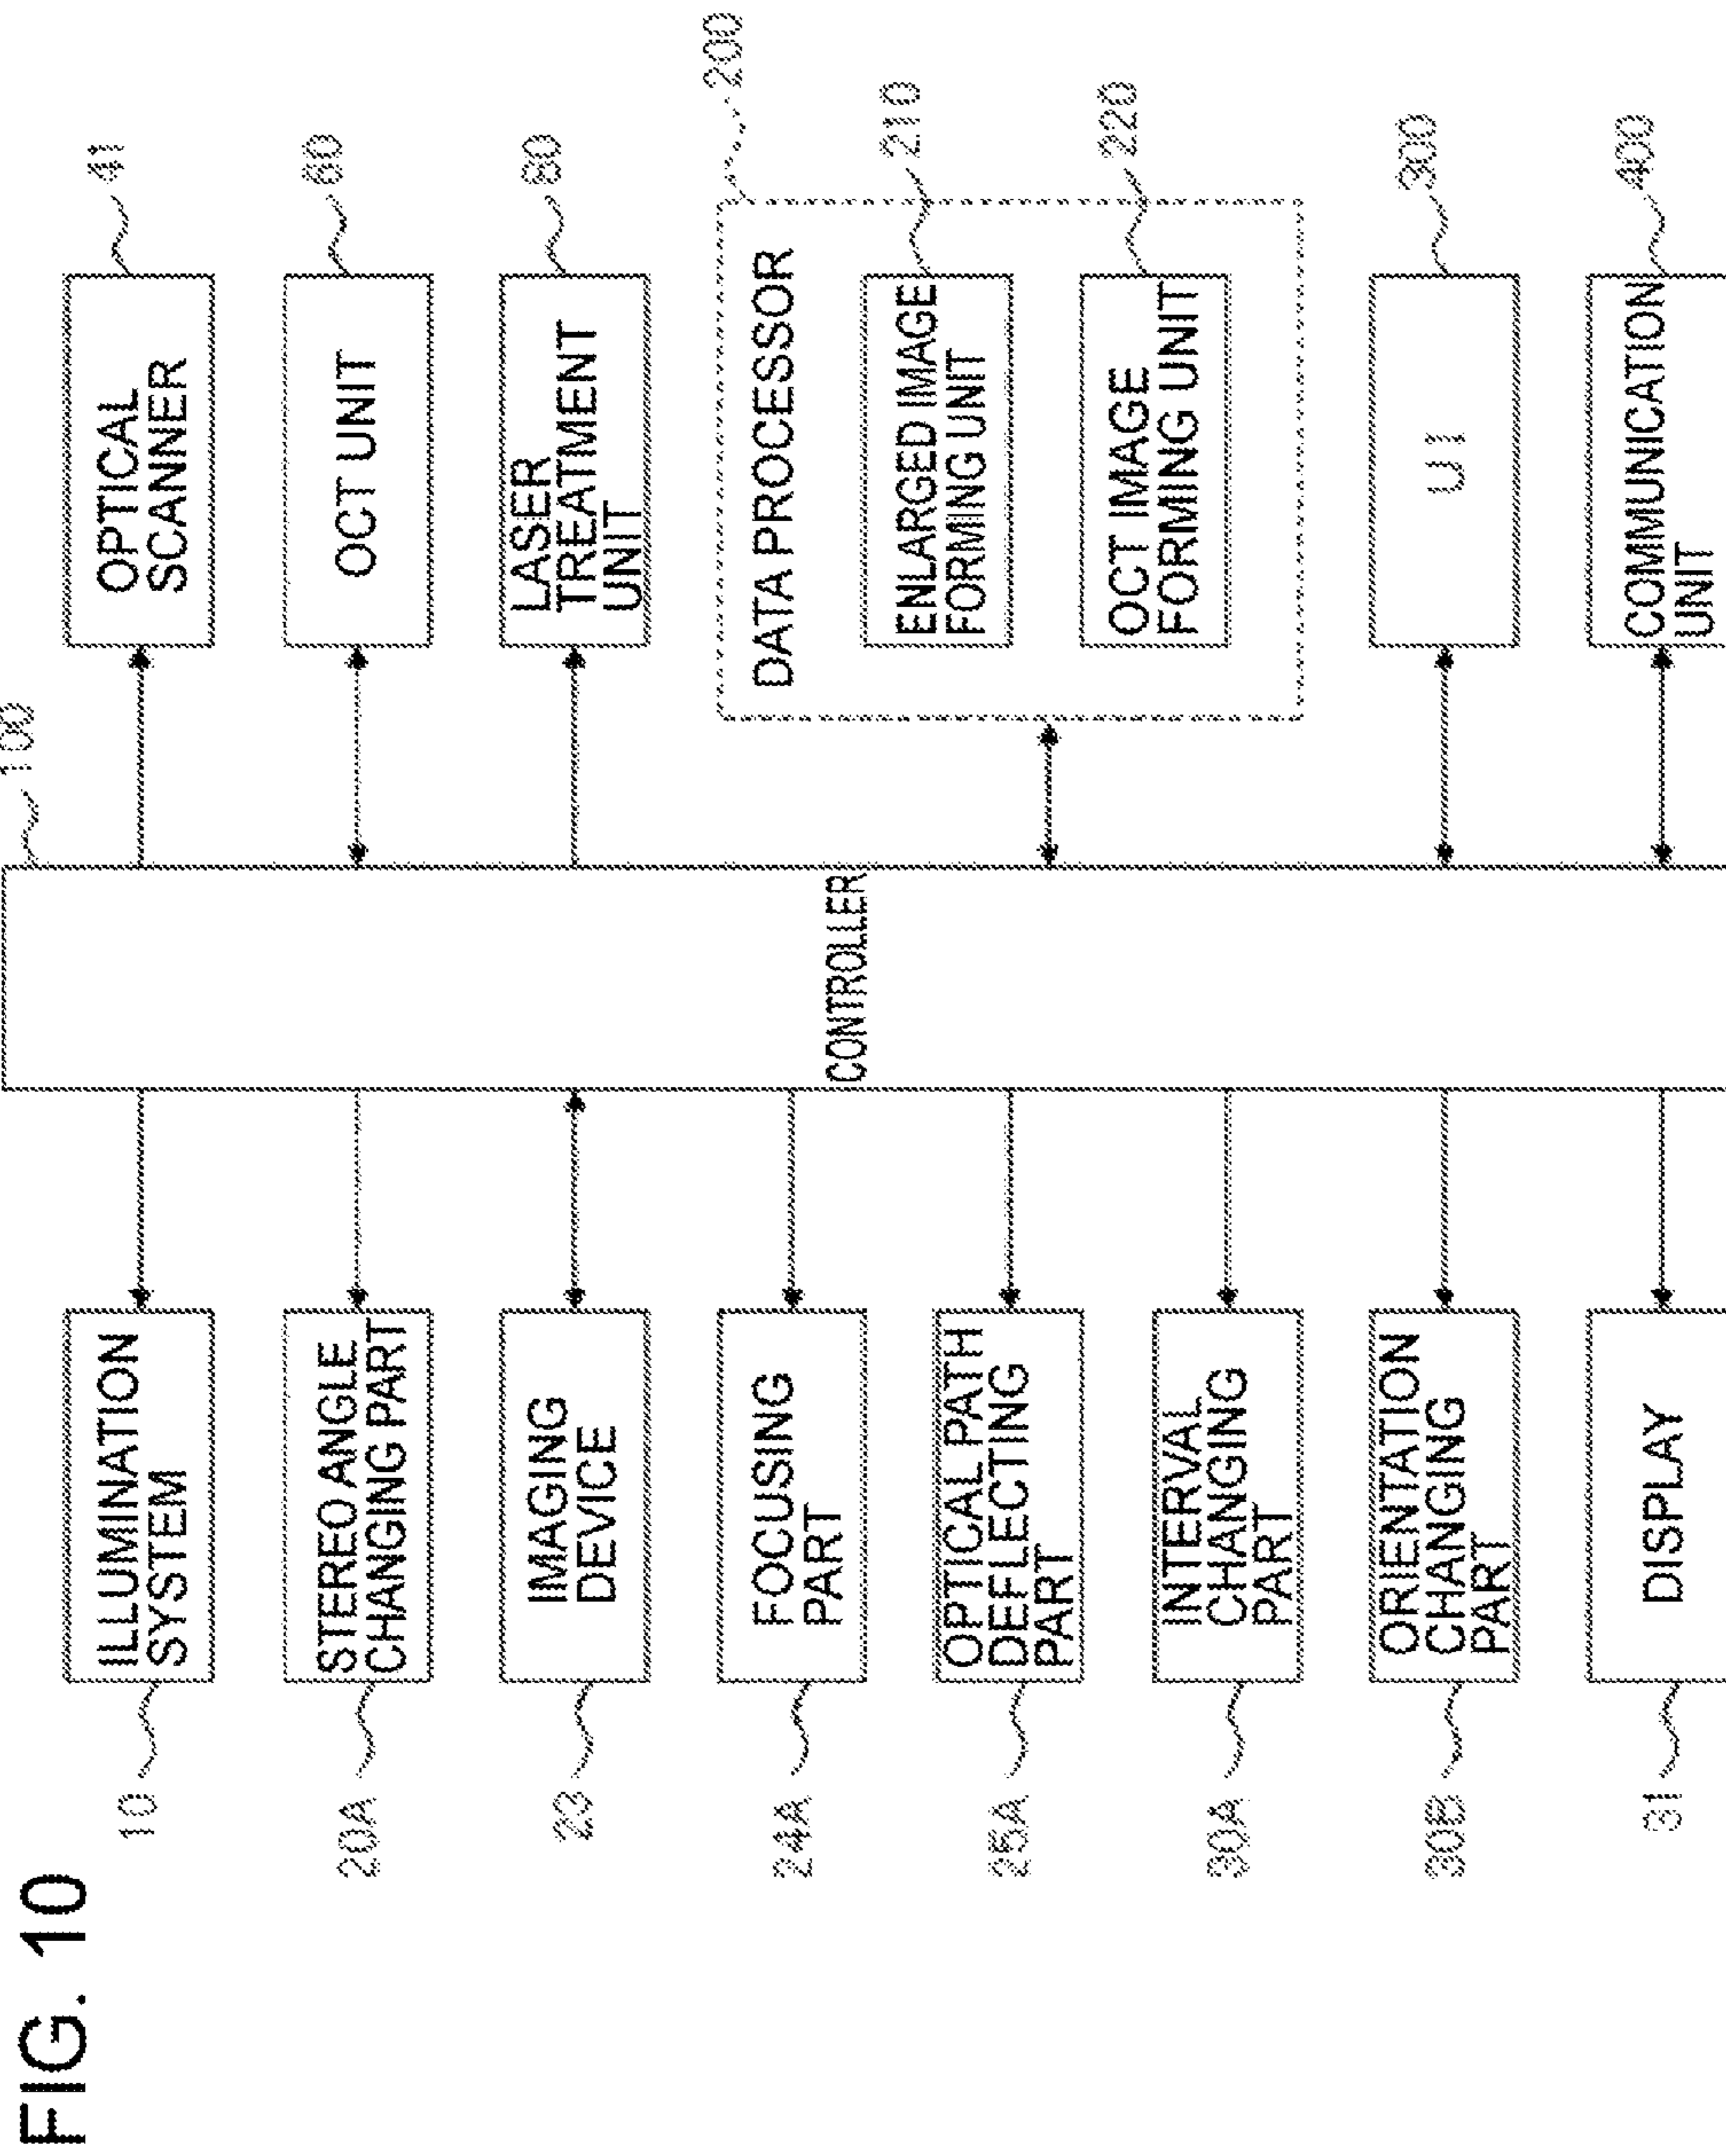 FIG. 10
100
CONTROLLER
10
ILLUMINATION
SYSTEM
20A
STEREO ANGLE
CHANGING PART
23
IMAGING
DEVICE
24A
FOCUSING
PART
25A
OPTICAL PATH
DEFLECTING
PART
30A
INTERVAL
CHANGING
PART
30B
ORIENTATION
CHANGING
PART
31
DISPLAY
OPTICAL
SCANNER
41
OCT UNIT
60
LASER
TREATMENT
UNIT
80
200
DATA PROCESSOR
ENLARGED IMAGE
FORMING UNIT
210
OCT IMAGE
FORMING UNIT
220
UI
300
COMMUNICATION
UNIT
400